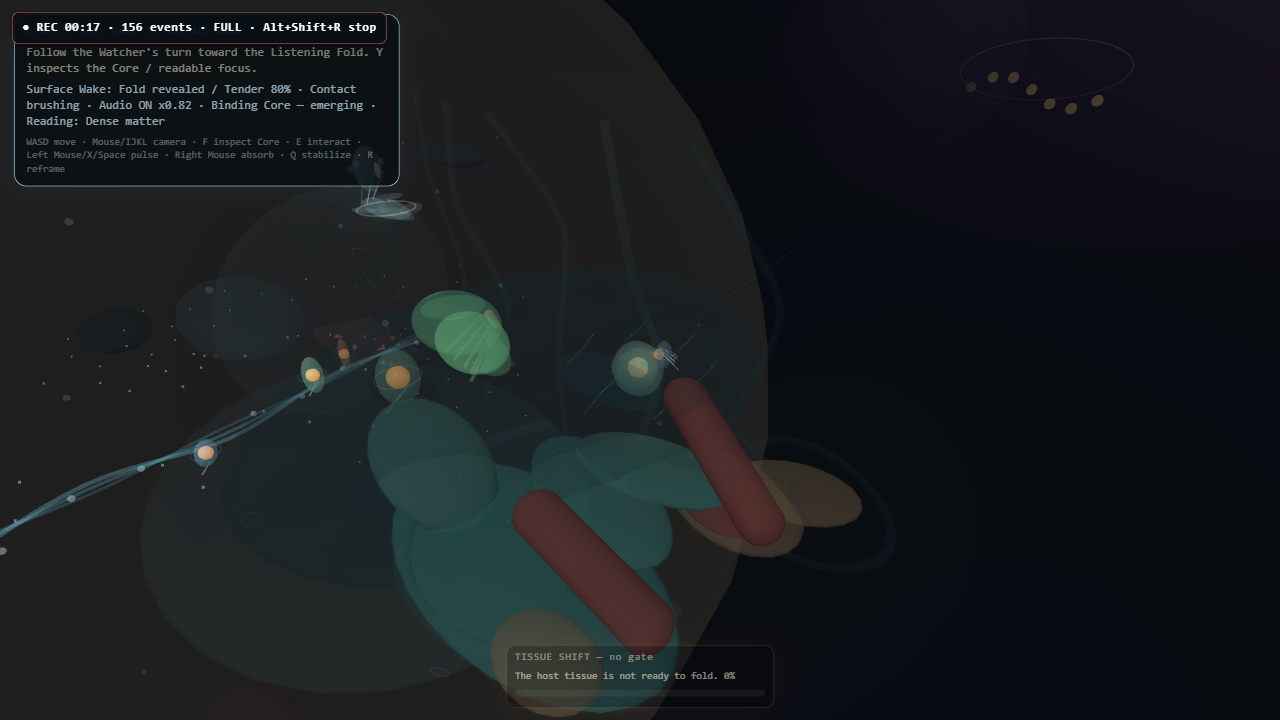 ● REC 00:17 · 156 events · FULL · Alt+Shift+R stop
Follow the Watcher's turn toward the Listening Fold. Y
inspects the Core / readable focus.
Surface Wake: Fold revealed / Tender 80% · Contact
brushing · Audio ON x0.82 · Binding Core — emerging ·
Reading: Dense matter
WASD move · Mouse/IJKL camera · F inspect Core · E interact ·
Left Mouse/X/Space pulse · Right Mouse absorb · Q stabilize · R
reframe
TISSUE SHIFT — no gate
The host tissue is not ready to fold. 0%